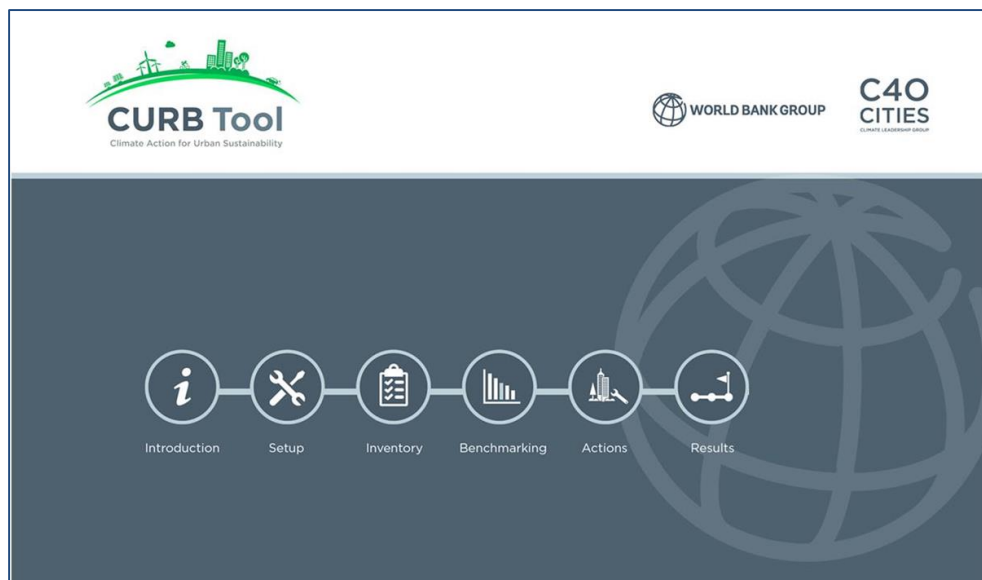 CURB Tool
Climate Action for Urban Sustainability
WORLD BANK GROUP
C40
CITIES
CLIMATE LEADERSHIP GROUP
Introduction
Setup
Inventory
Benchmarking
Actions
Results